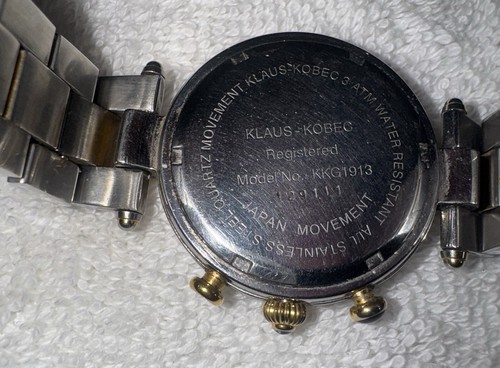 QUARTZ MOVEMENT KLAUS-KOBEC 3 ATM WATER RESISTANT ALL STAINLESS STEEL
KLAUS-KOBEC
Registered
Model No. KKG1913
129111
JAPAN MOVEMENT